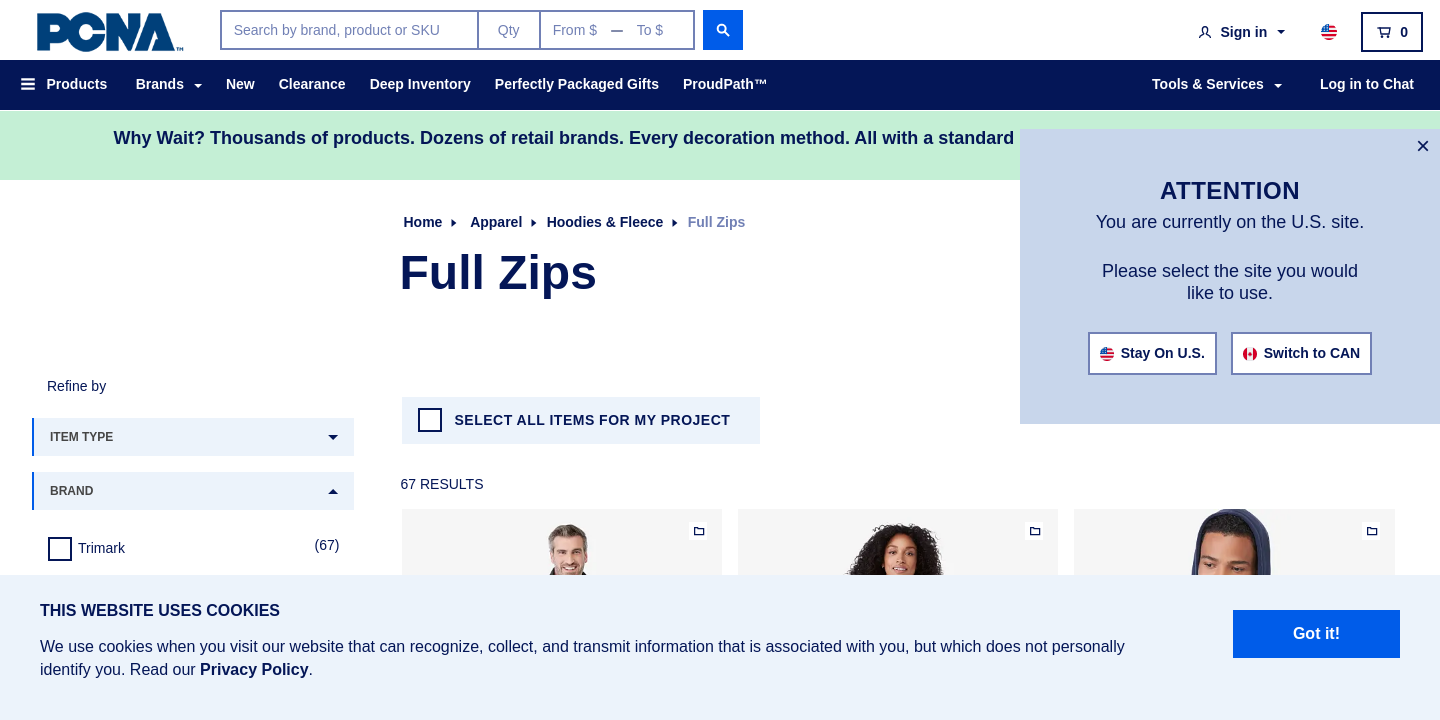 PCNA™
Search by brand, product or SKU
Qty
From $ — To $
Sign in
0
Products
Brands
New
Clearance
Deep Inventory
Perfectly Packaged Gifts
ProudPath™
Tools & Services
Log in to Chat
Why Wait? Thousands of products. Dozens of retail brands. Every decoration method. All with a standard
×
ATTENTION
You are currently on the U.S. site.
Please select the site you would
like to use.
Stay On U.S.
Switch to CAN
Home
Apparel
Hoodies & Fleece
Full Zips
Full Zips
Refine by
ITEM TYPE
BRAND
Trimark
(67)
SELECT ALL ITEMS FOR MY PROJECT
67 RESULTS
THIS WEBSITE USES COOKIES
We use cookies when you visit our website that can recognize, collect, and transmit information that is associated with you, but which does not personally
identify you. Read our Privacy Policy.
Got it!